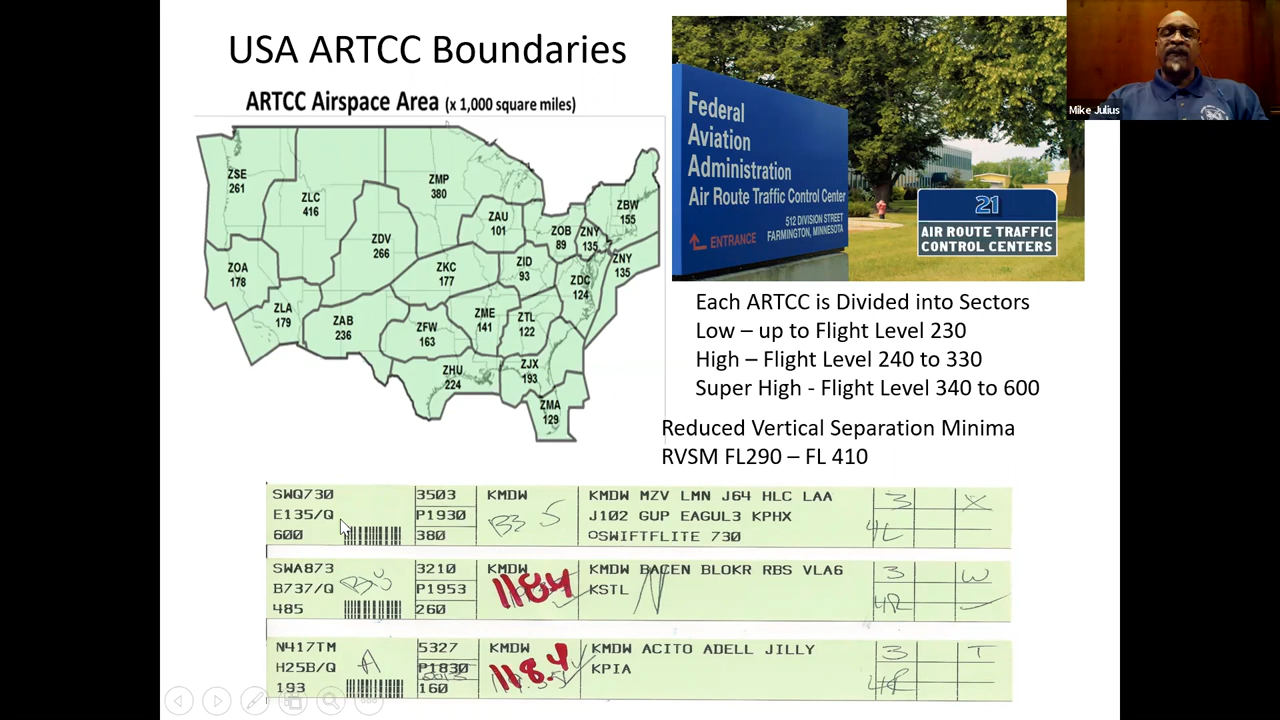 USA ARTCC Boundaries
ARTCC Airspace Area (x 1,000 square miles)
ZSE
261
ZLC
416
ZMP
380
ZAU
101
ZOB
89
ZNY
135
ZBW
155
ZNY
135
ZDV
266
ZOA
178
ZKC
177
ZID
93
ZDC
124
ZLA
179
ZAB
236
ZFW
163
ZME
141
ZTL
122
ZHU
224
ZJX
193
ZMA
129
Federal
Aviation
Administration
Air Route Traffic Control Center
512 DIVISION STREET
FARMINGTON, MINNESOTA
ENTRANCE
21
AIR ROUTE TRAFFIC
CONTROL CENTERS
Mike Julius
Each ARTCC is Divided into Sectors
Low – up to Flight Level 230
High – Flight Level 240 to 330
Super High - Flight Level 340 to 600
Reduced Vertical Separation Minima
RVSM FL290 – FL 410
SWQ730 3503 KMDW KMDW MZV LMN J64 HLC LAA 3 X
E135/Q P1930 J102 GUP EAGUL3 KPHX
600 380 oSWIFTFLITE 730 4L
SWA873 3210 KMDW KMDW BACEN BLOKR RBS VLA6 3 W
B737/Q P1953 118.4 KSTL N
485 260 4R
N417TM 5327 KMDW KMDW ACITO ADELL JILLY 3 T
H25B/Q A P1830 118.4 KPIA
193 160 4R